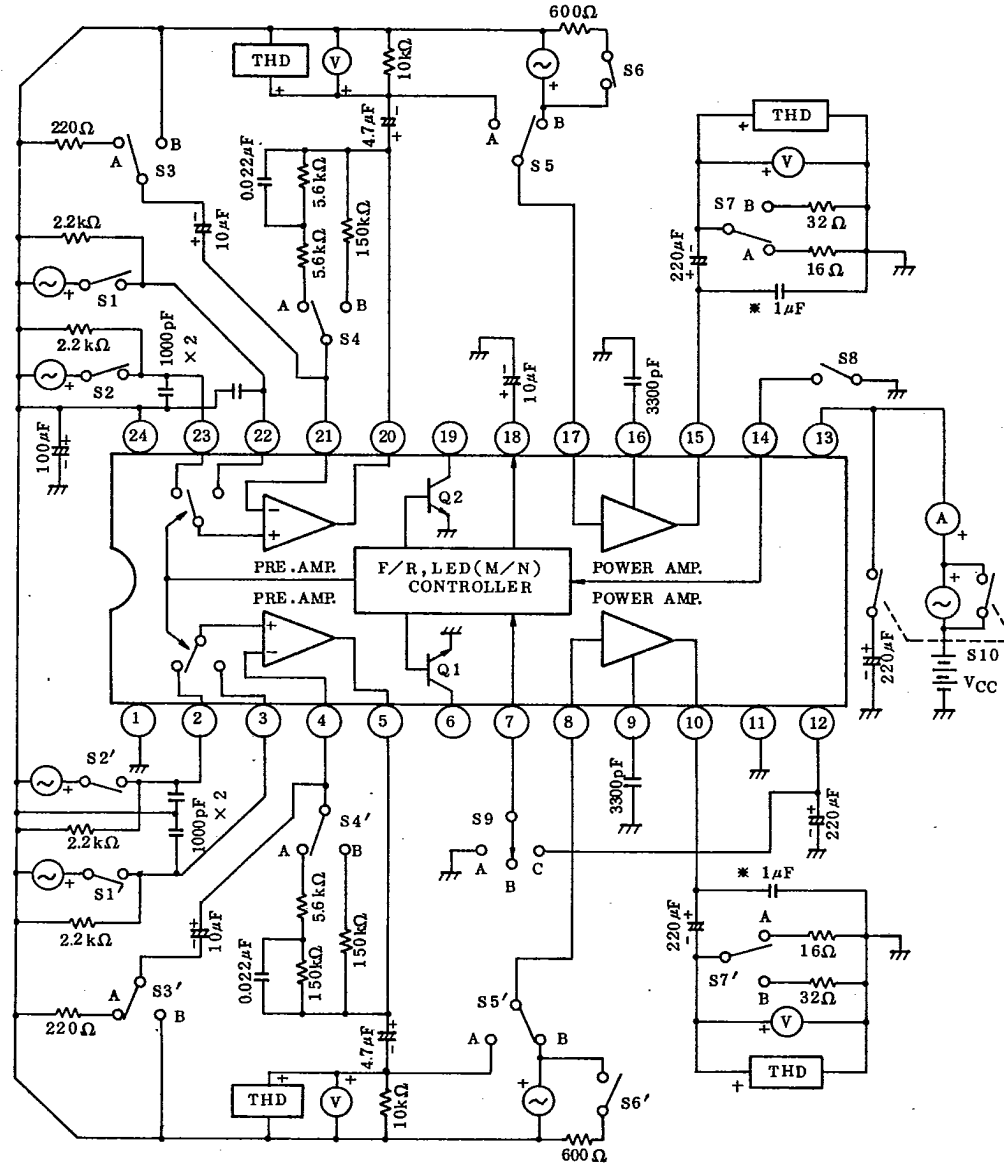 600Ω
THD
V
10kΩ
+
+
+
S6
220Ω
A
B
S3
4.7μF
-
+
A
B
S5
+
THD
+
V
S7
B
32Ω
A
16Ω
220μF
-
+
※ 1μF
0.022μF
5.6kΩ
5.6kΩ
150kΩ
A
B
S4
2.2kΩ
-
+
10μF
+
S1
2.2kΩ
+
S2
1000pF
× 2
100μF
+
-
-
+
10μF
3300pF
S8
24
23
22
21
20
19
18
17
16
15
14
13
-
+
PRE.AMP.
Q2
F/R, LED(M/N)
CONTROLLER
POWER AMP.
PRE.AMP.
+
-
Q1
POWER AMP.
A
+
+
S10
VCC
+
-
220μF
1
2
3
4
5
6
7
8
9
10
11
12
S2'
+
1000pF
× 2
2.2kΩ
+
S1'
2.2kΩ
+
-
10μF
S4'
A
B
5.6kΩ
0.022μF
150kΩ
150kΩ
S9
A
B
C
3300pF
+
-
220μF
※ 1μF
220μF
+
-
A
16Ω
S7'
B
32Ω
+
V
+
THD
A
S3'
B
220Ω
4.7μF
+
-
S5'
A
B
+
+
THD
V
10kΩ
+
S6'
600Ω